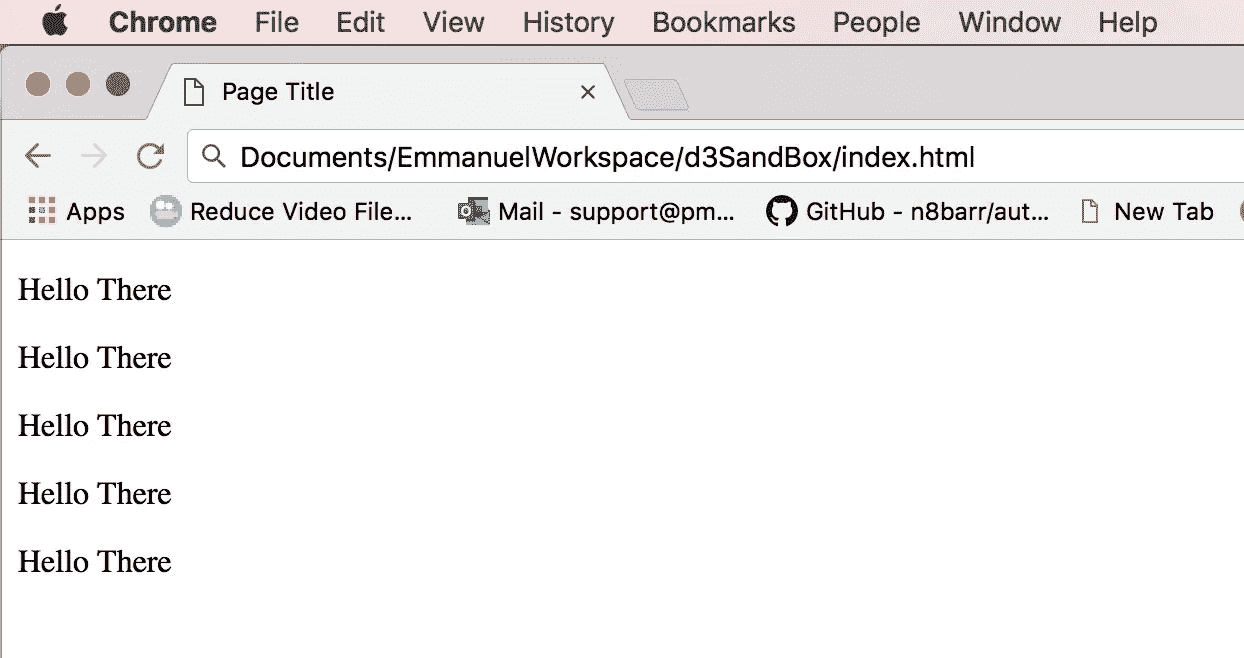 Chrome File Edit View History Bookmarks People Window Help
Page Title
Documents/EmmanuelWorkspace/d3SandBox/index.html
Apps Reduce Video File... Mail - support@pm... GitHub - n8barr/aut... New Tab
Hello There
Hello There
Hello There
Hello There
Hello There